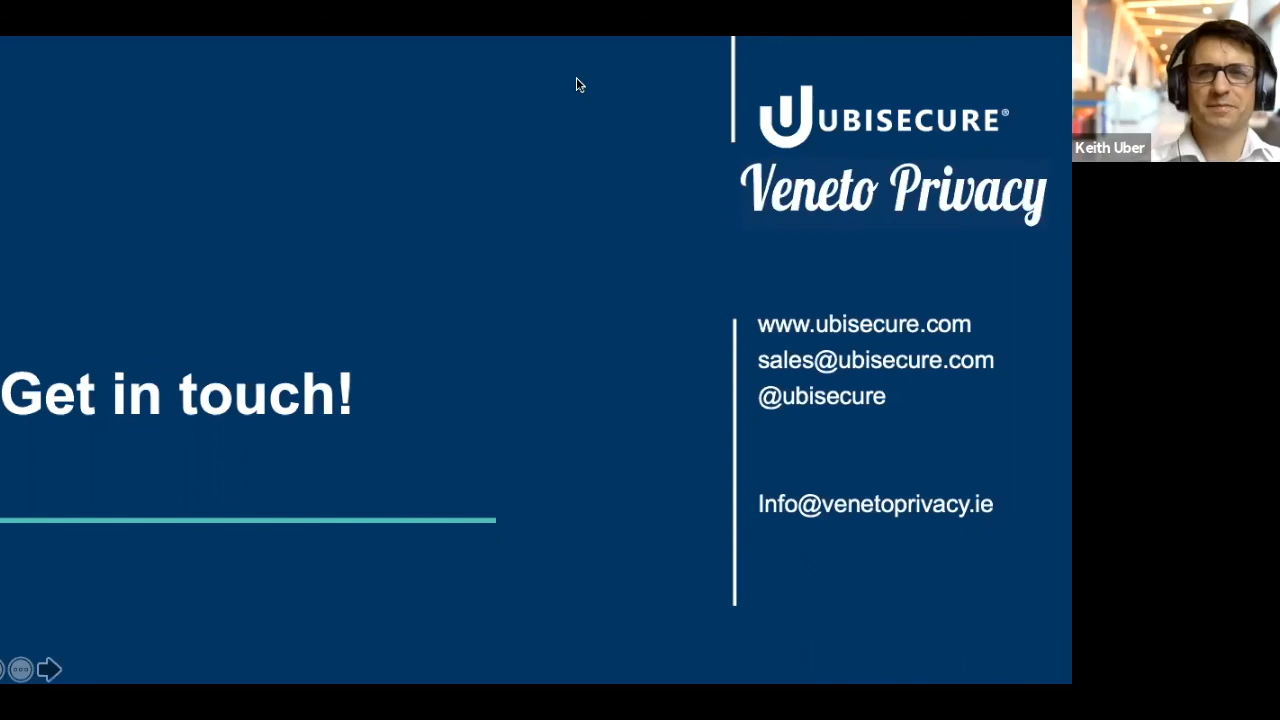 UBISECURE®
Veneto Privacy
Keith Uber
www.ubisecure.com
sales@ubisecure.com
@ubisecure
Get in touch!
Info@venetoprivacy.ie